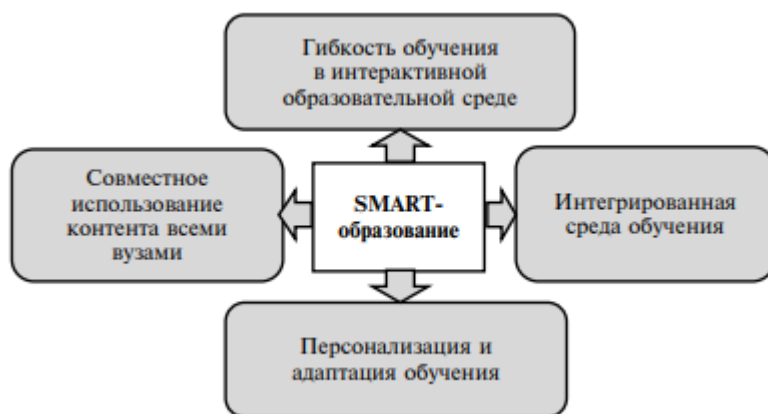 Гибкость обучения
в интерактивной
образовательной среде
Совместное
использование
контента всеми
вузами
SMART-
образование
Интегрированная
среда обучения
Персонализация и
адаптация обучения